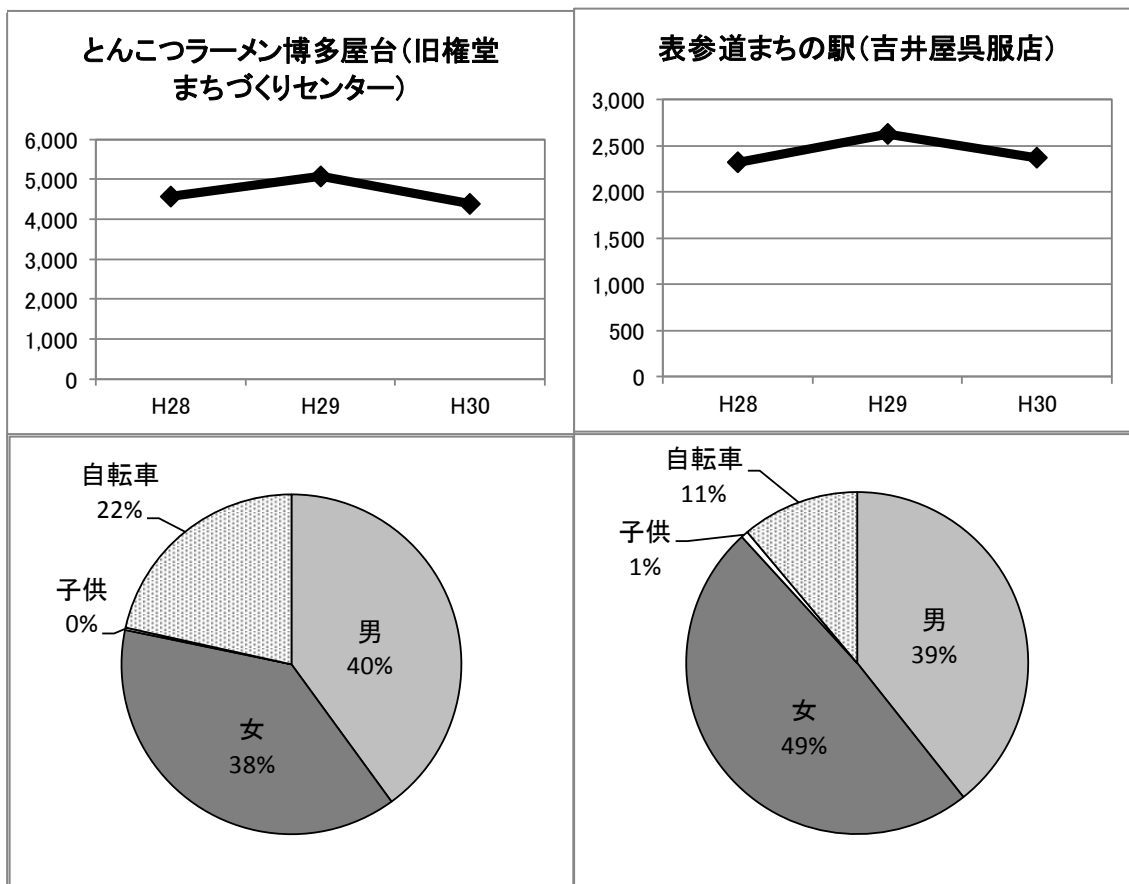 とんこつラーメン博多屋台(旧権堂
まちづくりセンター)
6,000
5,000
4,000
3,000
2,000
1,000
0
H28
H29
H30
表参道まちの駅(吉井屋呉服店)
3,000
2,500
2,000
1,500
1,000
500
0
H28
H29
H30
自転車
22%
子供
0%
男
40%
女
38%
自転車
11%
子供
1%
男
39%
女
49%